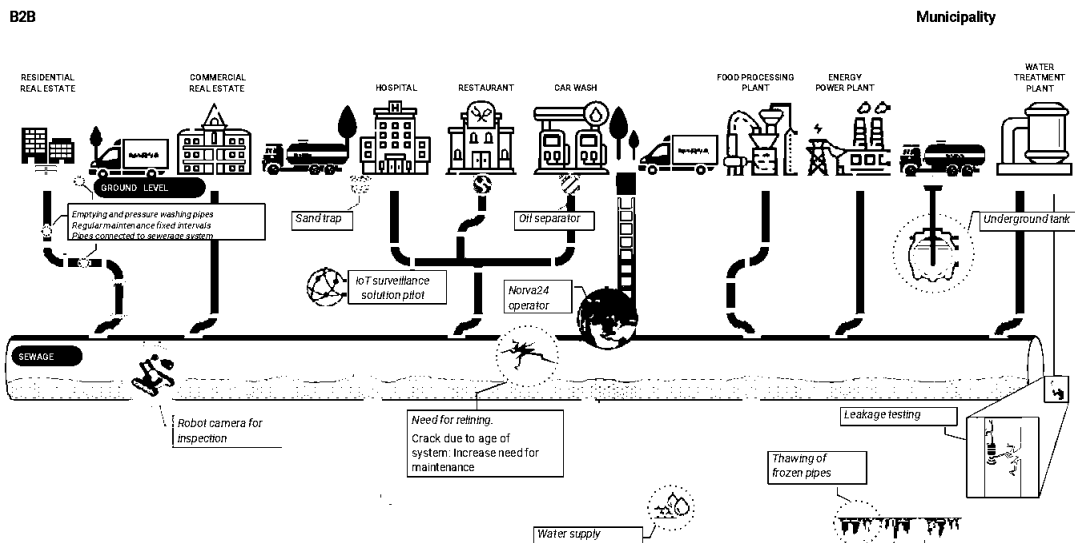 B2B
Municipality
RESIDENTIAL
REAL ESTATE
COMMERCIAL
REAL ESTATE
HOSPITAL
RESTAURANT
CAR WASH
FOOD PROCESSING
PLANT
ENERGY
POWER PLANT
WATER
TREATMENT
PLANT
GROUND LEVEL
Emptying and pressure washing pipes
Regular maintenance fixed intervals
Pipes connected to sewerage system
Sand trap
Oil separator
Underground tank
IoT surveillance
solution pilot
Norva24
operator
SEWAGE
Robot camera for
inspection
Need for relining.
Crack due to age of
system: Increase need for
maintenance
Leakage testing
Thawing of
frozen pipes
Water supply